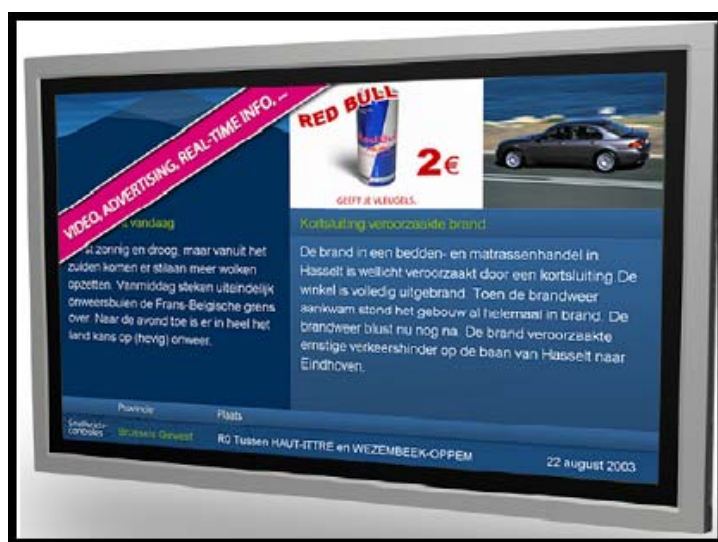 VIDEO, ADVERTISING, REAL-TIME INFO, ...
RED BULL
Red Bull
2€
GEEFT JE VLEUGELS.
vandaag
zonnig en droog, maar vanuit het
zuiden komen er stilaan meer wolken
opzetten. Vanmiddag steken uiteindelijk
onweersbuien de Frans-Belgische grens
over. Naar de avond toe is er in heel het
land kans op (hevig) onweer.
Kortsluiting veroorzaakte brand
De brand in een bedden- en matrassenhandel in
Hasselt is wellicht veroorzaakt door een kortsluiting. De
winkel is volledig uitgebrand. Toen de brandweer
aankwam stond het gebouw al helemaal in brand. De
brandweer blust nu nog na. De brand veroorzaakte
ernstige verkeershinder op de baan van Hasselt naar
Eindhoven.
Provincie Plaats
Snelheids-
controles
Brussels Gewest R0 Tussen HAUT-ITTRE en WEZEMBEEK-OPPEM
22 august 2003